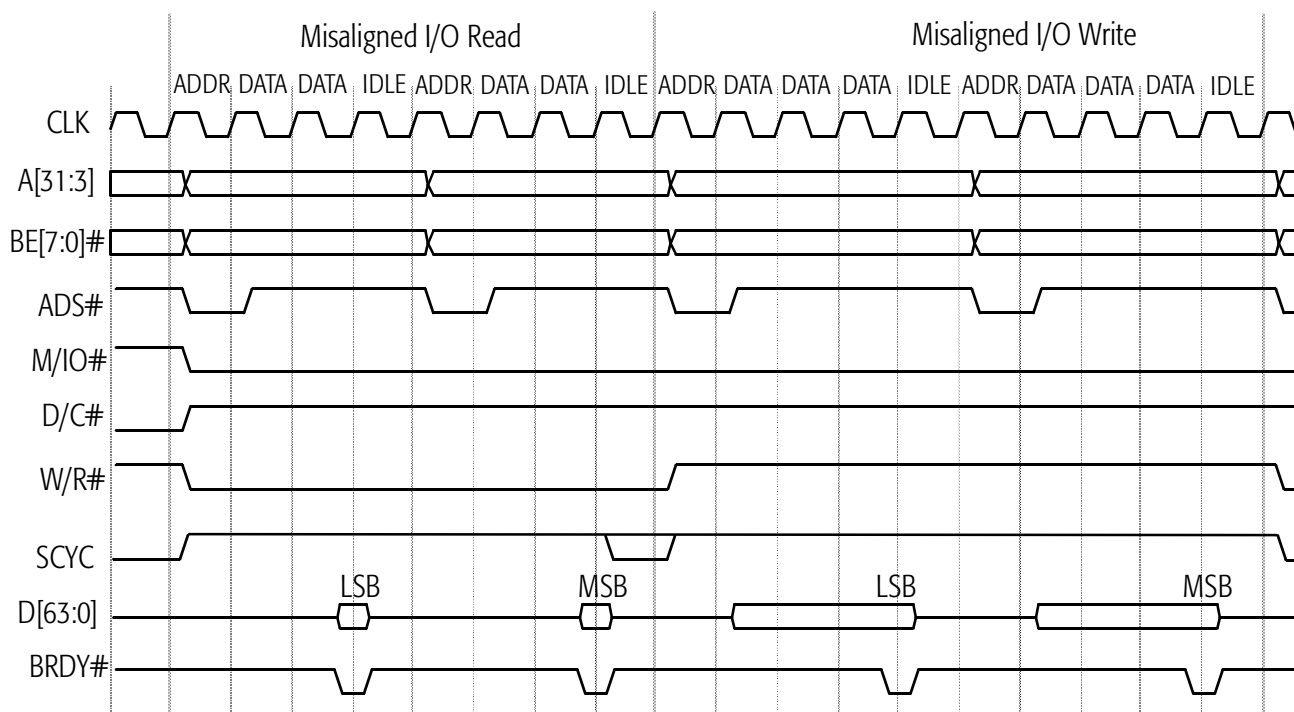 Misaligned I/O Read Misaligned I/O Write
ADDR DATA DATA IDLE ADDR DATA DATA IDLE ADDR DATA DATA DATA IDLE ADDR DATA DATA DATA IDLE
CLK
A[31:3]
BE[7:0]#
ADS#
M/IO#
D/C#
W/R#
SCYC
LSB MSB LSB MSB
D[63:0]
BRDY#